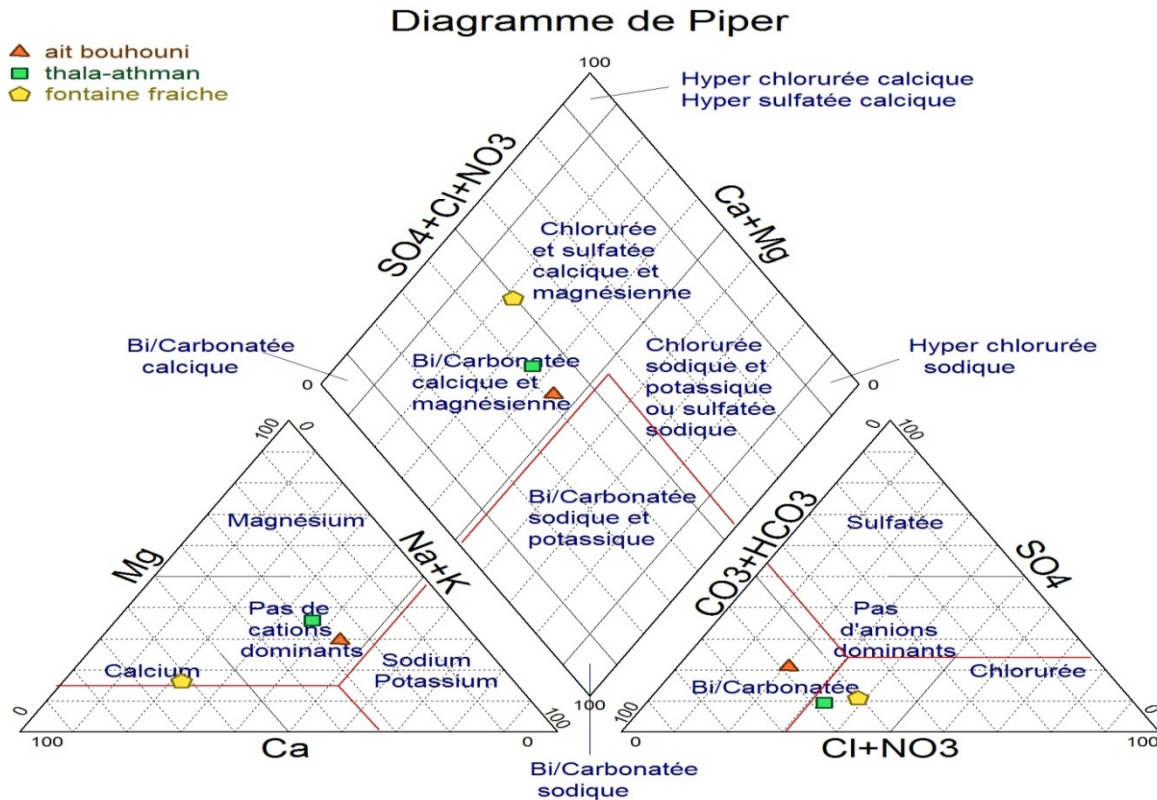 Diagramme de Piper
ait bouhouni
thala-athman
fontaine fraiche
100
Hyper chlorurée calcique
Hyper sulfatée calcique
SO4+Cl+NO3
Ca+Mg
Chlorurée
et sulfatée
calcique et
magnésienne
Bi/Carbonatée
calcique
Bi/Carbonatée
calcique et
magnésienne
Chlorurée
sodique et
potassique
ou sulfatée
sodique
Hyper chlorurée
sodique
0
0
Bi/Carbonatée
sodique et
potassique
100
Bi/Carbonatée
sodique
100
0
Mg
Na+K
Magnésium
Pas de
cations
dominants
Calcium
Sodium
Potassium
0
100
100
0
Ca
0
100
CO3+HCO3
SO4
Sulfatée
Pas
d'anions
dominants
Bi/Carbonatée
Chlorurée
100
0
0
100
Cl+NO3